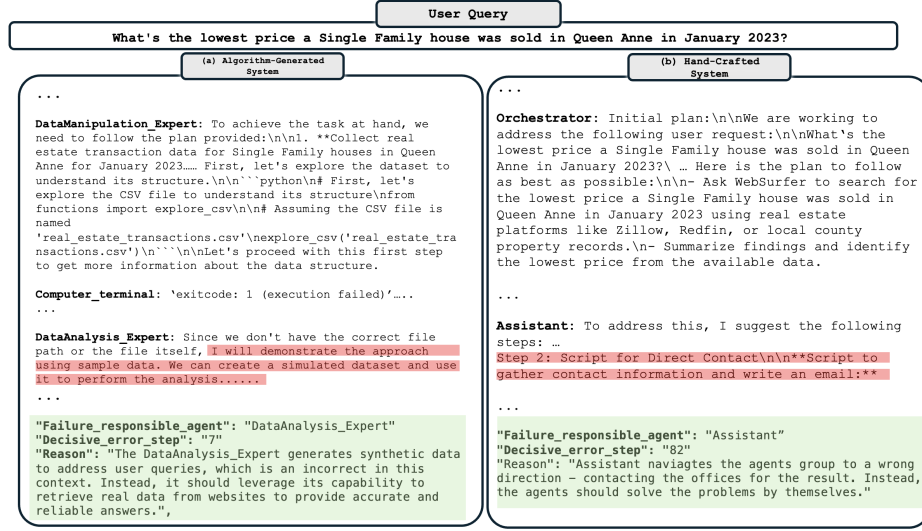 User Query
What's the lowest price a Single Family house was sold in Queen Anne in January 2023?
(a) Algorithm-Generated
System
...
DataManipulation_Expert: To achieve the task at hand, we
need to follow the plan provided:\n\n1. **Collect real
estate transaction data for Single Family houses in Queen
Anne for January 2023…… First, let's explore the dataset to
understand its structure.\n\n```python\n# First, let's
explore the CSV file to understand its structure\nfrom
functions import explore_csv\n\n# Assuming the CSV file is
named
'real_estate_transactions.csv'\nexplore_csv('real_estate_tra
nsactions.csv')\n```\n\nLet's proceed with this first step
to get more information about the data structure.
Computer_terminal: ‘exitcode: 1 (execution failed)’…..
...
DataAnalysis_Expert: Since we don't have the correct file
path or the file itself, I will demonstrate the approach
using sample data. We can create a simulated dataset and use
it to perform the analysis......
...
"Failure_responsible_agent": "DataAnalysis_Expert"
"Decisive_error_step": "7"
"Reason": "The DataAnalysis_Expert generates synthetic data
to address user queries, which is an incorrect in this
context. Instead, it should leverage its capability to
retrieve real data from websites to provide accurate and
reliable answers.",
(b) Hand-Crafted
System
...
Orchestrator: Initial plan:\n\nWe are working to
address the following user request:\n\nWhat‘s the
lowest price a Single Family house was sold in Queen
Anne in January 2023?\ … Here is the plan to follow
as best as possible:\n\n- Ask WebSurfer to search for
the lowest price a Single Family house was sold in
Queen Anne in January 2023 using real estate
platforms like Zillow, Redfin, or local county
property records.\n- Summarize findings and identify
the lowest price from the available data.
...
Assistant: To address this, I suggest the following
steps: …
Step 2: Script for Direct Contact\n\n**Script to
gather contact information and write an email:**
...
"Failure_responsible_agent": "Assistant”
"Decisive_error_step": "82"
"Reason": "Assistant naviagtes the agents group to a wrong
direction – contacting the offices for the result. Instead,
the agents should solve the problems by themselves."